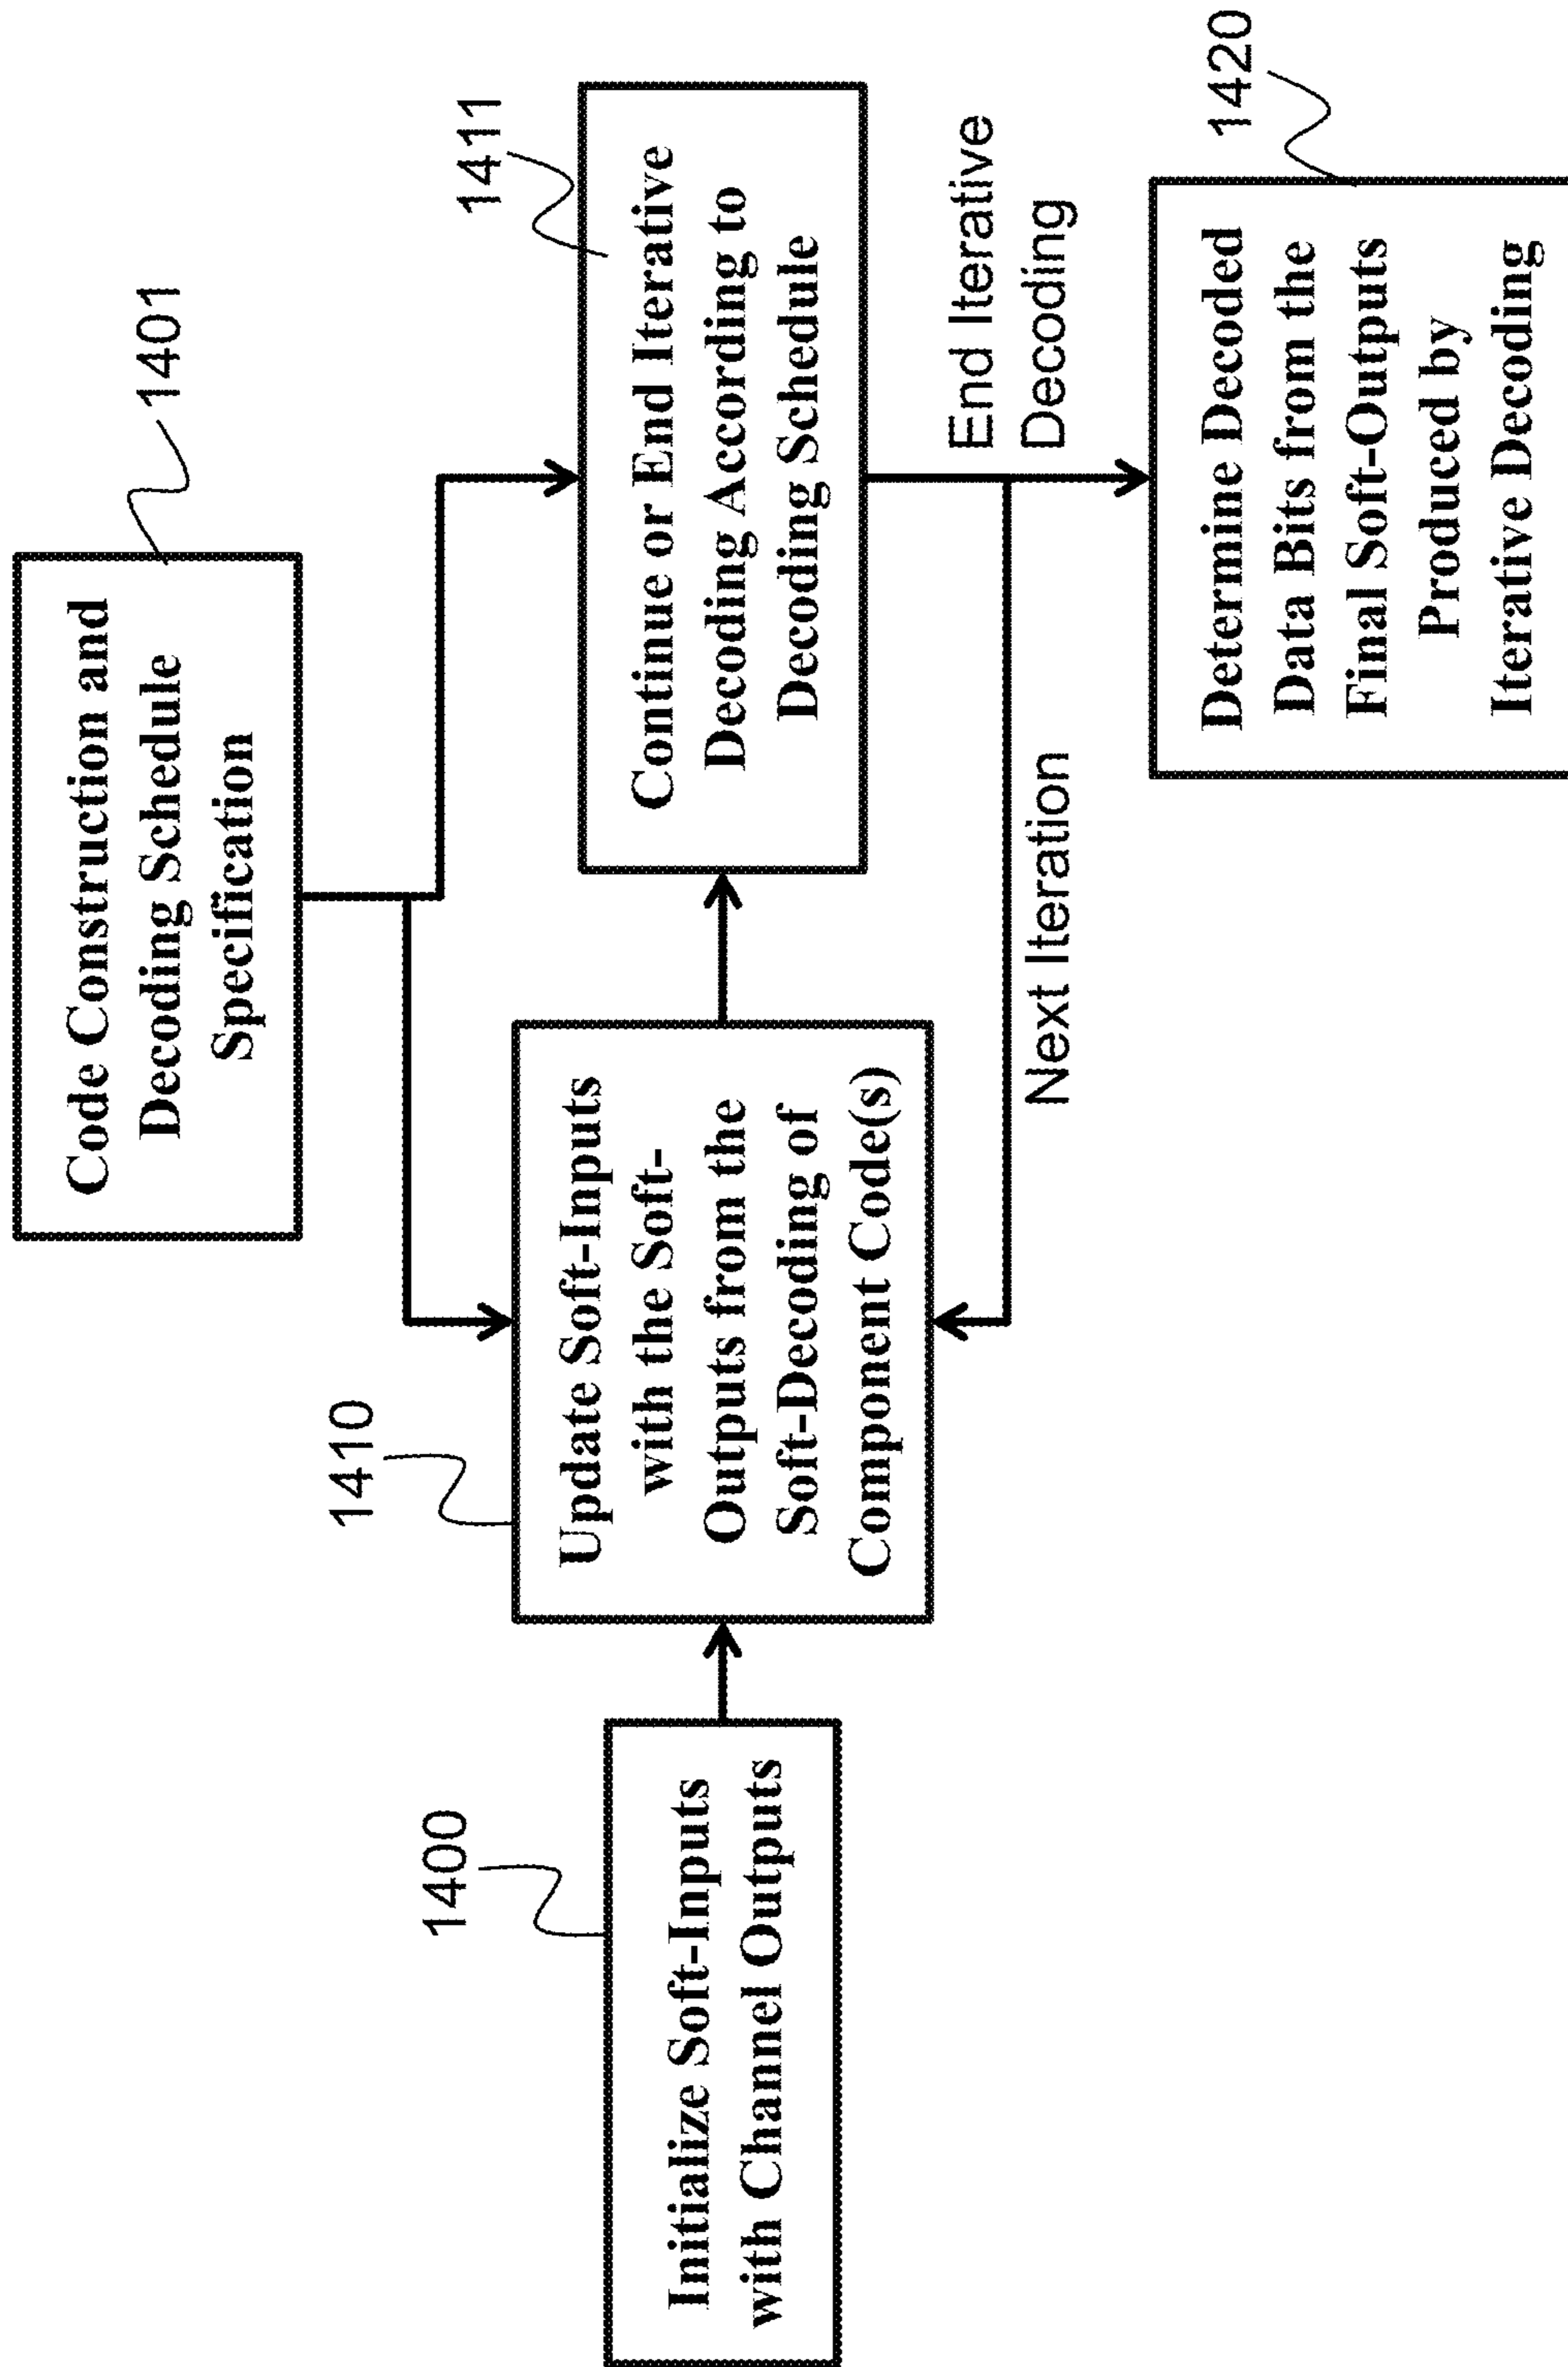 Code Construction and
Decoding Schedule
Specification
1401
1400
Initialize Soft-Inputs
with Channel Outputs
1410
Update Soft-Inputs
with the Soft-
Outputs from the
Soft-Decoding of
Component Code(s)
1411
Continue or End Iterative
Decoding According to
Decoding Schedule
Next Iteration
End Iterative
Decoding
1420
Determine Decoded
Data Bits from the
Final Soft-Outputs
Produced by
Iterative Decoding